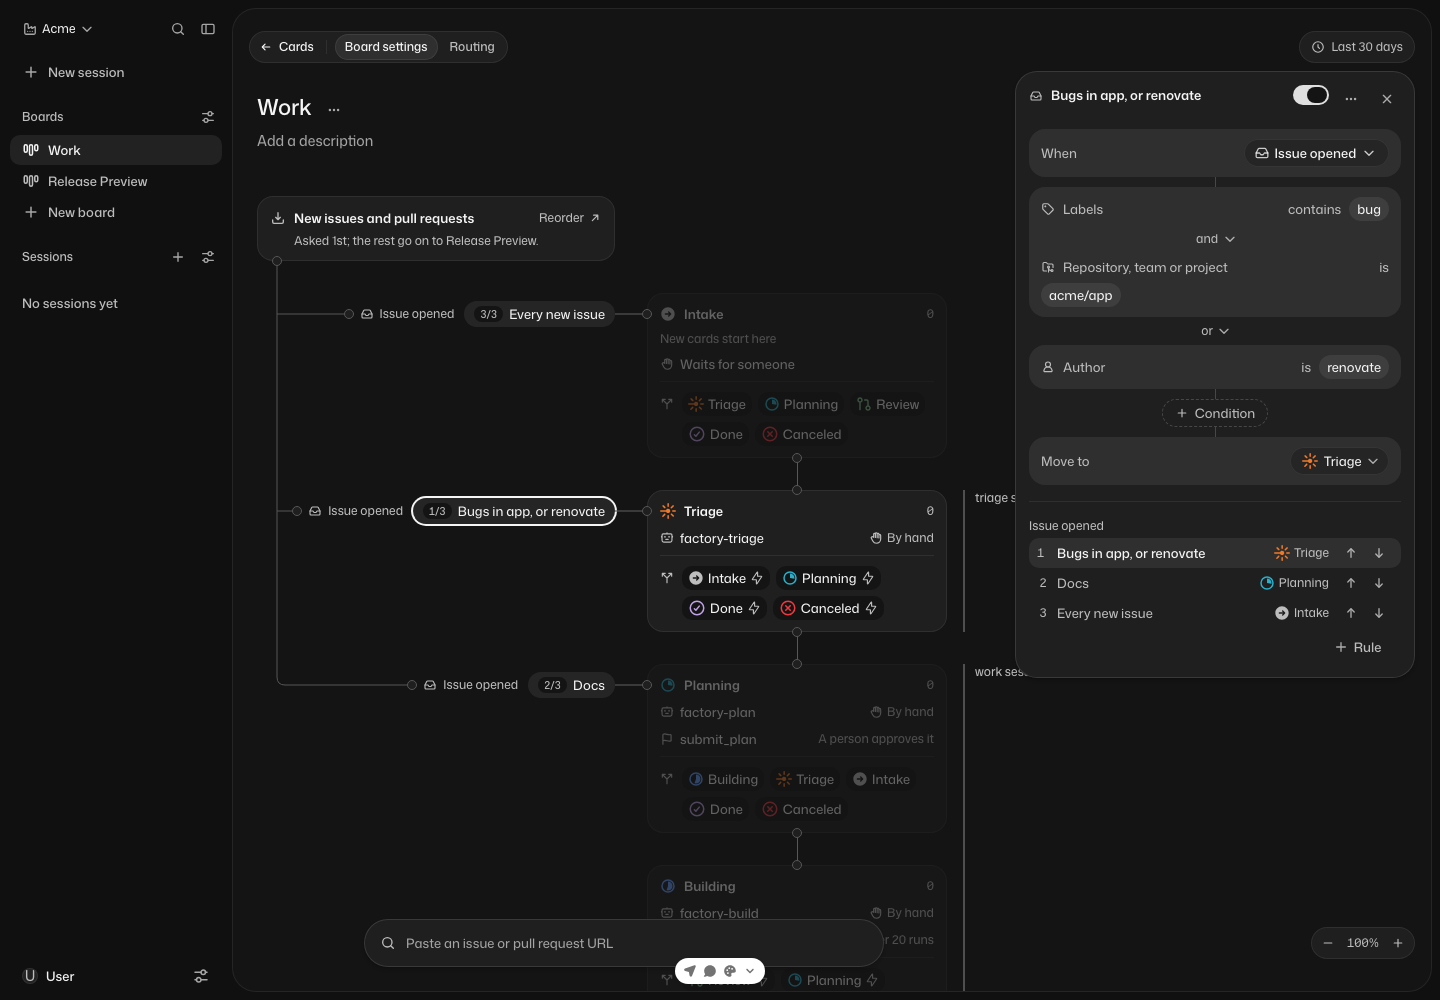 Acme
New session
Boards
Work
Release Preview
New board
Sessions
No sessions yet
U User
Cards
Board settings
Routing
Last 30 days
Work
Add a description
New issues and pull requests
Reorder
Asked 1st; the rest go on to Release Preview.
Issue opened
3/3 Every new issue
Intake 0
New cards start here
Waits for someone
Triage Planning Review
Done Canceled
Issue opened
1/3 Bugs in app, or renovate
Triage 0
factory-triage By hand
Intake Planning
Done Canceled
triage s
Issue opened
2/3 Docs
Planning 0
factory-plan By hand
submit_plan A person approves it
Building Triage Intake
Done Canceled
work ses
Building 0
factory-build By hand
r 20 runs
Planning
Paste an issue or pull request URL
Bugs in app, or renovate
When Issue opened
Labels contains bug
and
Repository, team or project is
acme/app
or
Author is renovate
Condition
Move to Triage
Issue opened
1 Bugs in app, or renovate Triage
2 Docs Planning
3 Every new issue Intake
Rule
100%